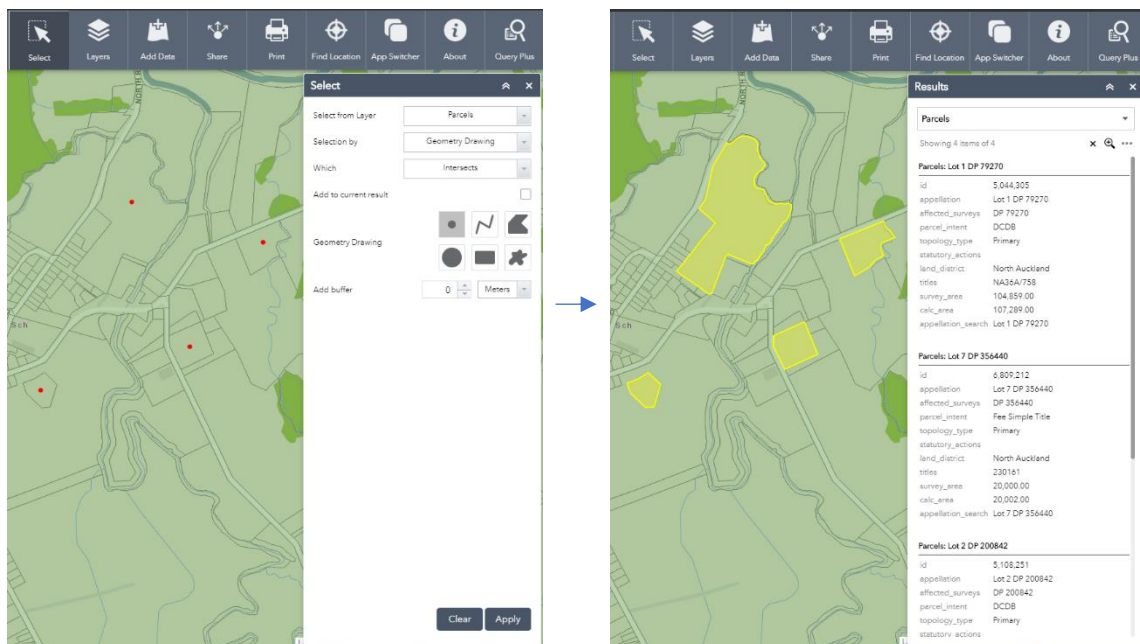 Select Layers Add Data Share Print Find Location App Switcher About Query Plus
Select
Select from Layer Parcels
Selection by Geometry Drawing
Which Intersects
Add to current result
Geometry Drawing
Add buffer 0 Meters
Clear Apply
NORTH R
Sch
Select Layers Add Data Share Print Find Location App Switcher About Query Plus
Results
Parcels
Showing 4 items of 4
Parcels: Lot 1 DP 79270
id 5,044,305
appellation Lot 1 DP 79270
affected_surveys DP 79270
parcel_intent DCDB
topology_type Primary
statutory_actions
land_district North Auckland
titles NA36A/758
survey_area 104,859.00
calc_area 107,289.00
appellation_search Lot 1 DP 79270
Parcels: Lot 7 DP 356440
id 6,809,212
appellation Lot 7 DP 356440
affected_surveys DP 356440
parcel_intent Fee Simple Title
topology_type Primary
statutory_actions
land_district North Auckland
titles 230161
survey_area 20,000.00
calc_area 20,002.00
appellation_search Lot 7 DP 356440
Parcels: Lot 2 DP 200842
id 5,108,251
appellation Lot 2 DP 200842
affected_surveys DP 200842
parcel_intent DCDB
topology_type Primary
statutory_actions
NORTH R
Sch